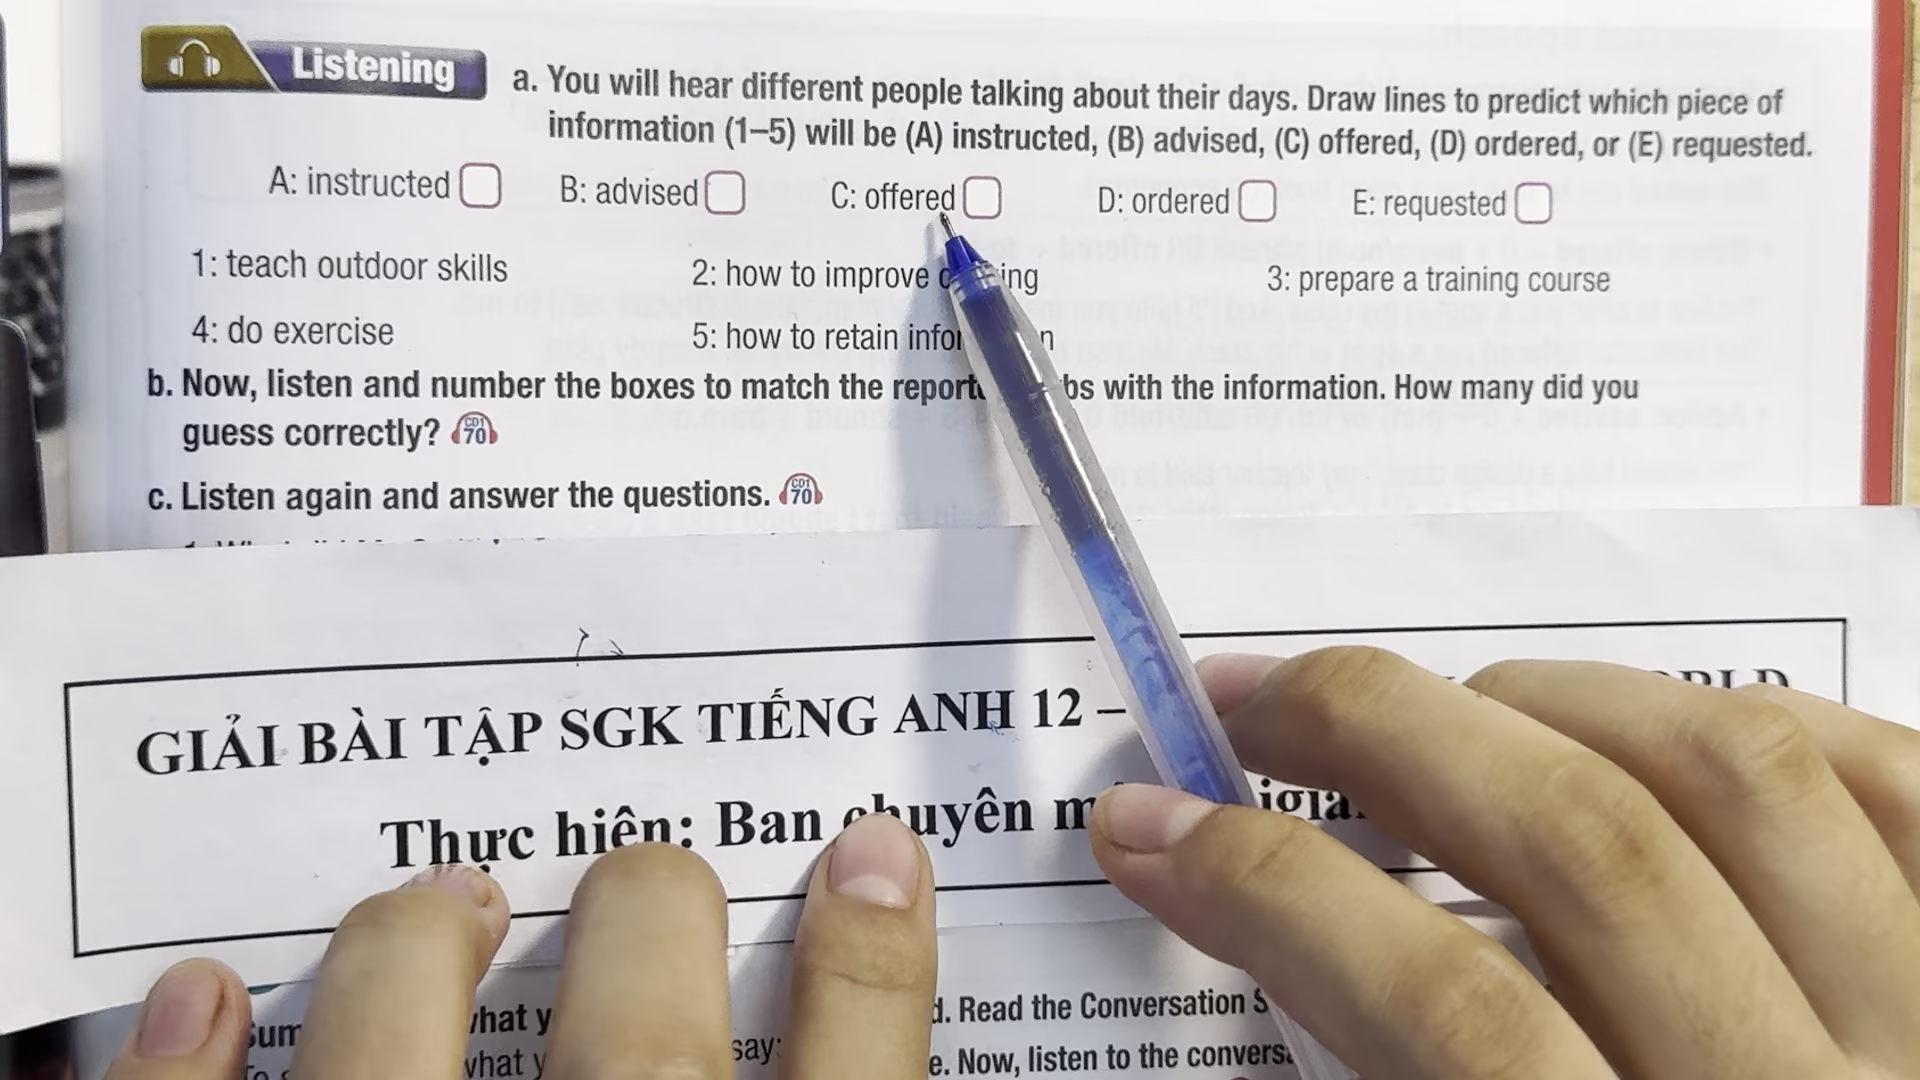 Listening
a. You will hear different people talking about their days. Draw lines to predict which piece of
information (1–5) will be (A) instructed, (B) advised, (C) offered, (D) ordered, or (E) requested.
A: instructed B: advised C: offered D: ordered E: requested
1: teach outdoor skills 2: how to improve 3: prepare a training course
4: do exercise 5: how to retain
b. Now, listen and number the boxes to match the with the information. How many did you
guess correctly? CD1 70
c. Listen again and answer the questions. CD1 70
GIẢI BÀI TẬP SGK TIẾNG ANH 12 –
Thực hiện: Ban chuyên
d. Read the Conversation
say:
e. Now, listen to the